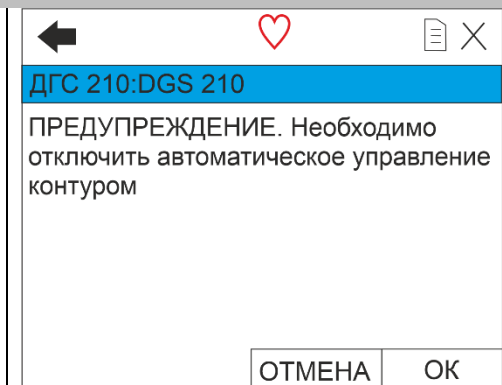 ДГС 210:DGS 210
ПРЕДУПРЕЖДЕНИЕ. Необходимо
отключить автоматическое управление
контуром
ОТМЕНА ОК